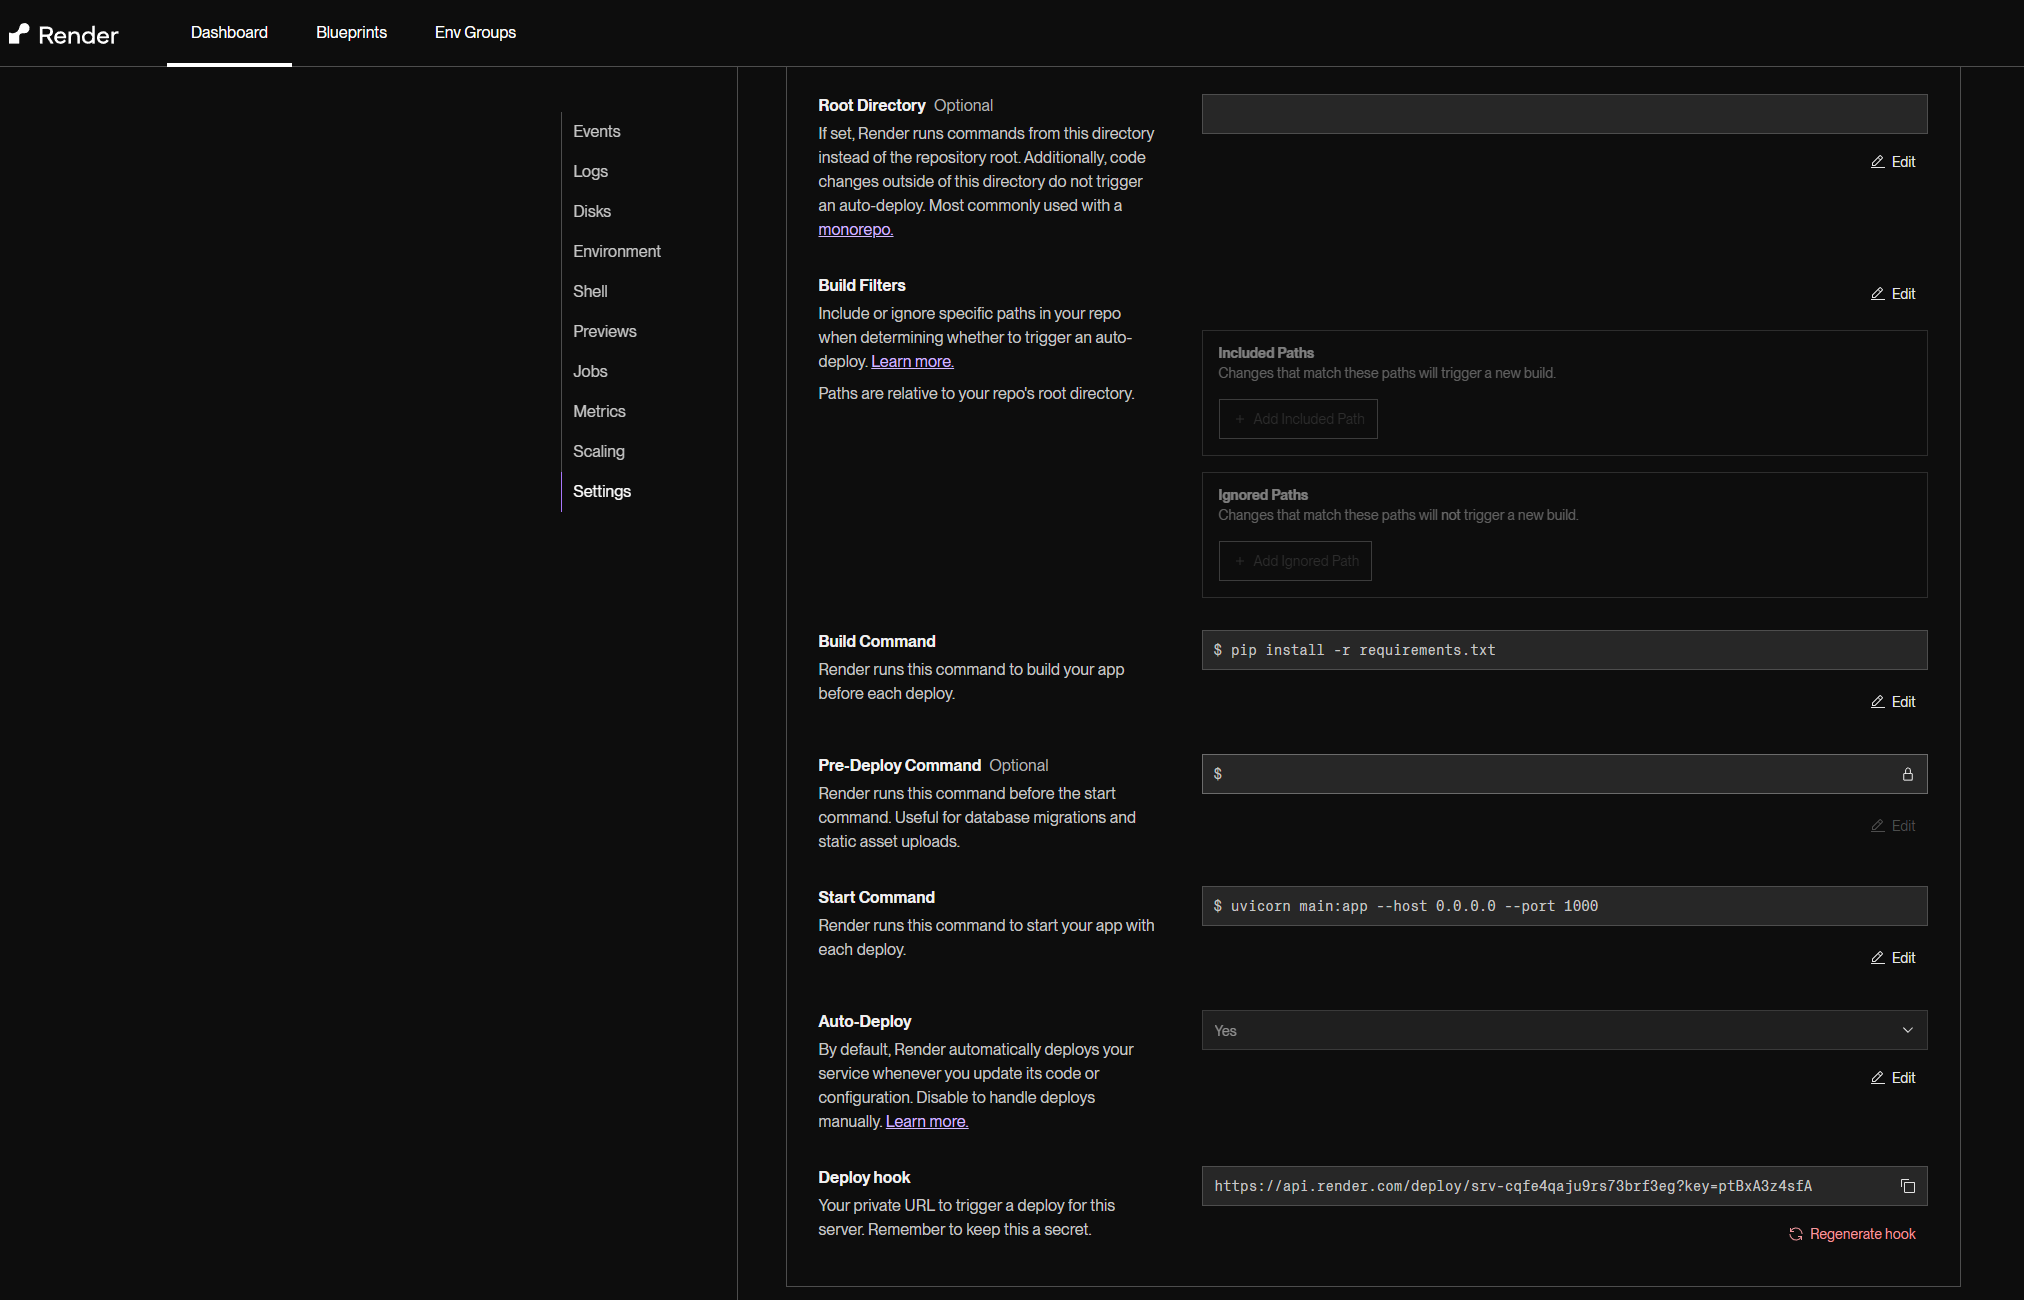 Render
Dashboard
Blueprints
Env Groups
Events
Logs
Disks
Environment
Shell
Previews
Jobs
Metrics
Scaling
Settings
Root Directory Optional
If set, Render runs commands from this directory
instead of the repository root. Additionally, code
changes outside of this directory do not trigger
an auto-deploy. Most commonly used with a
monorepo.
Edit
Build Filters
Include or ignore specific paths in your repo
when determining whether to trigger an auto-
deploy. Learn more.
Paths are relative to your repo's root directory.
Edit
Included Paths
Changes that match these paths will trigger a new build.
+ Add Included Path
Ignored Paths
Changes that match these paths will not trigger a new build.
+ Add Ignored Path
Build Command
Render runs this command to build your app
before each deploy.
$ pip install -r requirements.txt
Edit
Pre-Deploy Command Optional
Render runs this command before the start
command. Useful for database migrations and
static asset uploads.
$
Edit
Start Command
Render runs this command to start your app with
each deploy.
$ uvicorn main:app --host 0.0.0.0 --port 1000
Edit
Auto-Deploy
By default, Render automatically deploys your
service whenever you update its code or
configuration. Disable to handle deploys
manually. Learn more.
Yes
Edit
Deploy hook
Your private URL to trigger a deploy for this
server. Remember to keep this a secret.
https://api.render.com/deploy/srv-cqfe4qaju9rs73brf3eg?key=ptBxA3z4sfA
Regenerate hook